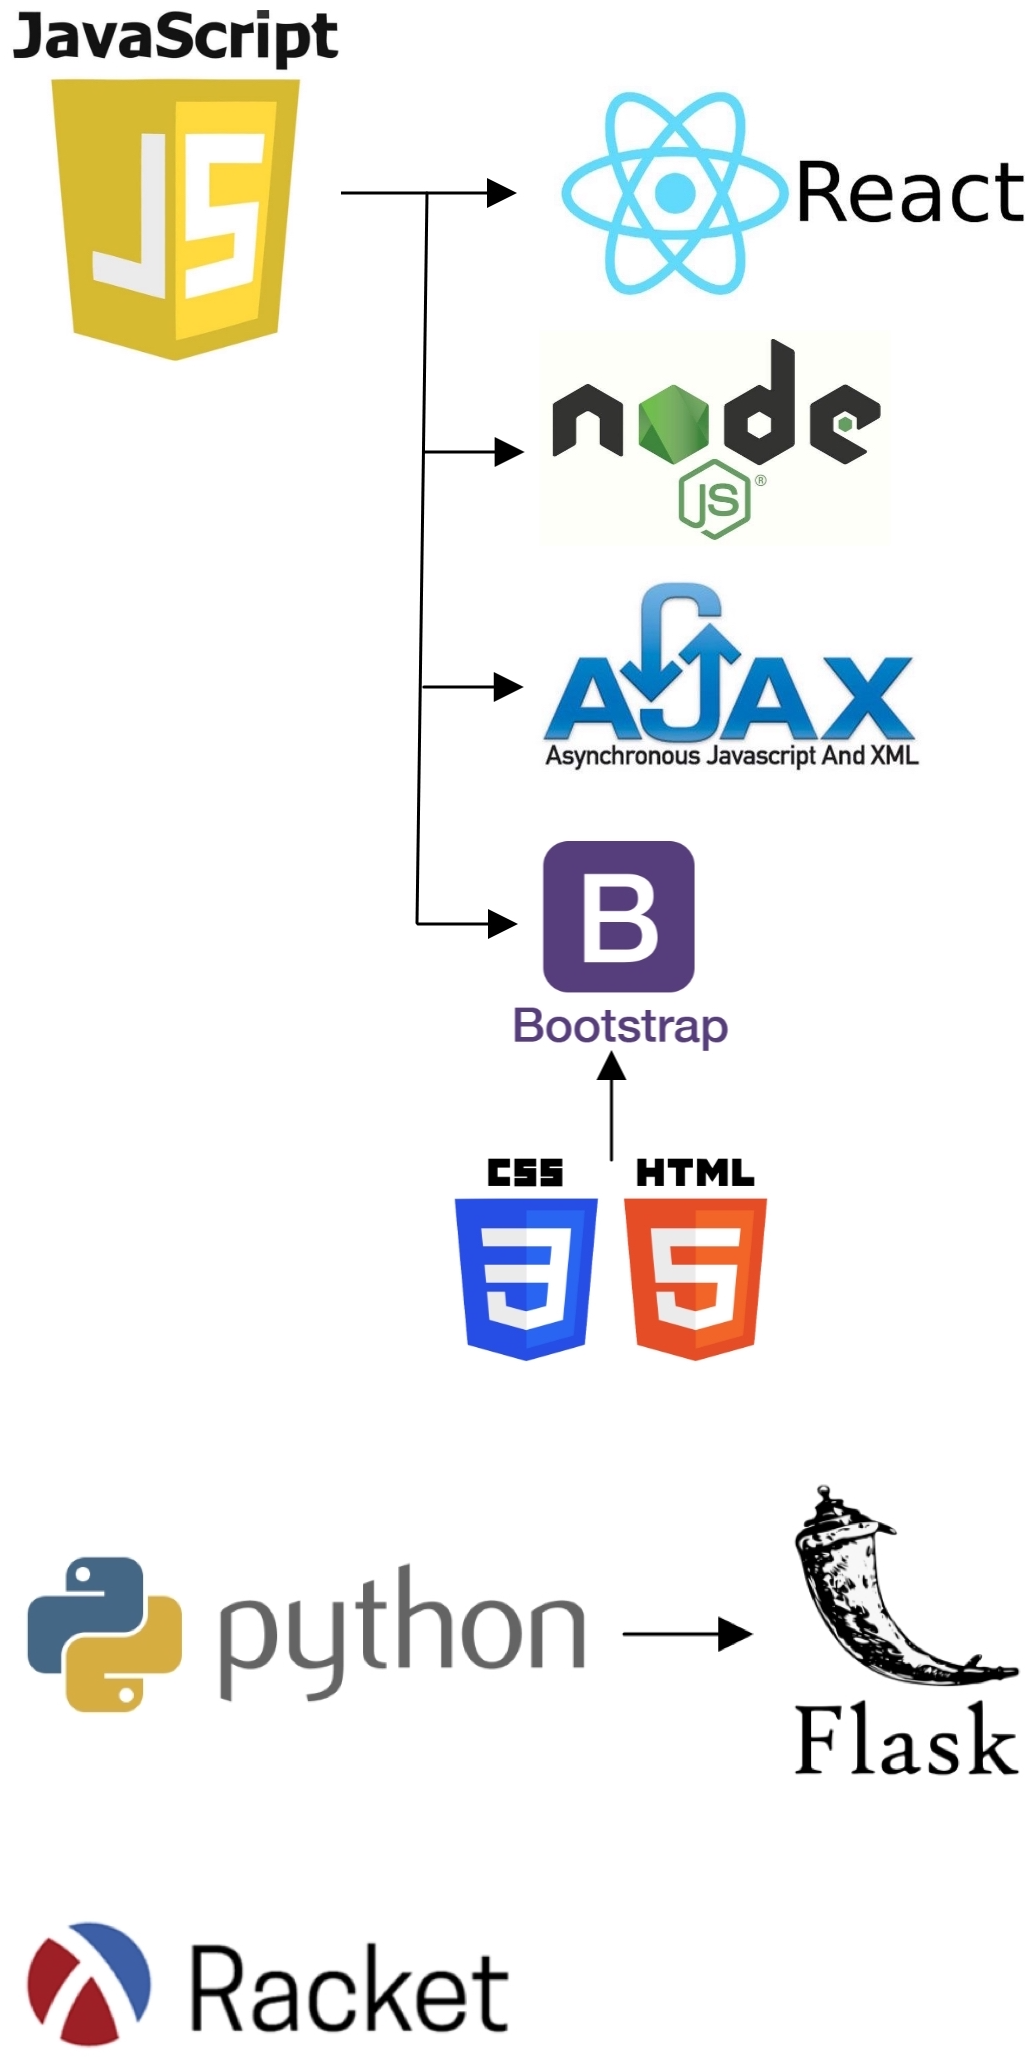 JavaScript
JS
React
node
JS®
AJAX
Asynchronous Javascript And XML
B
Bootstrap
CSS HTML
3 5
python
Flask
Racket